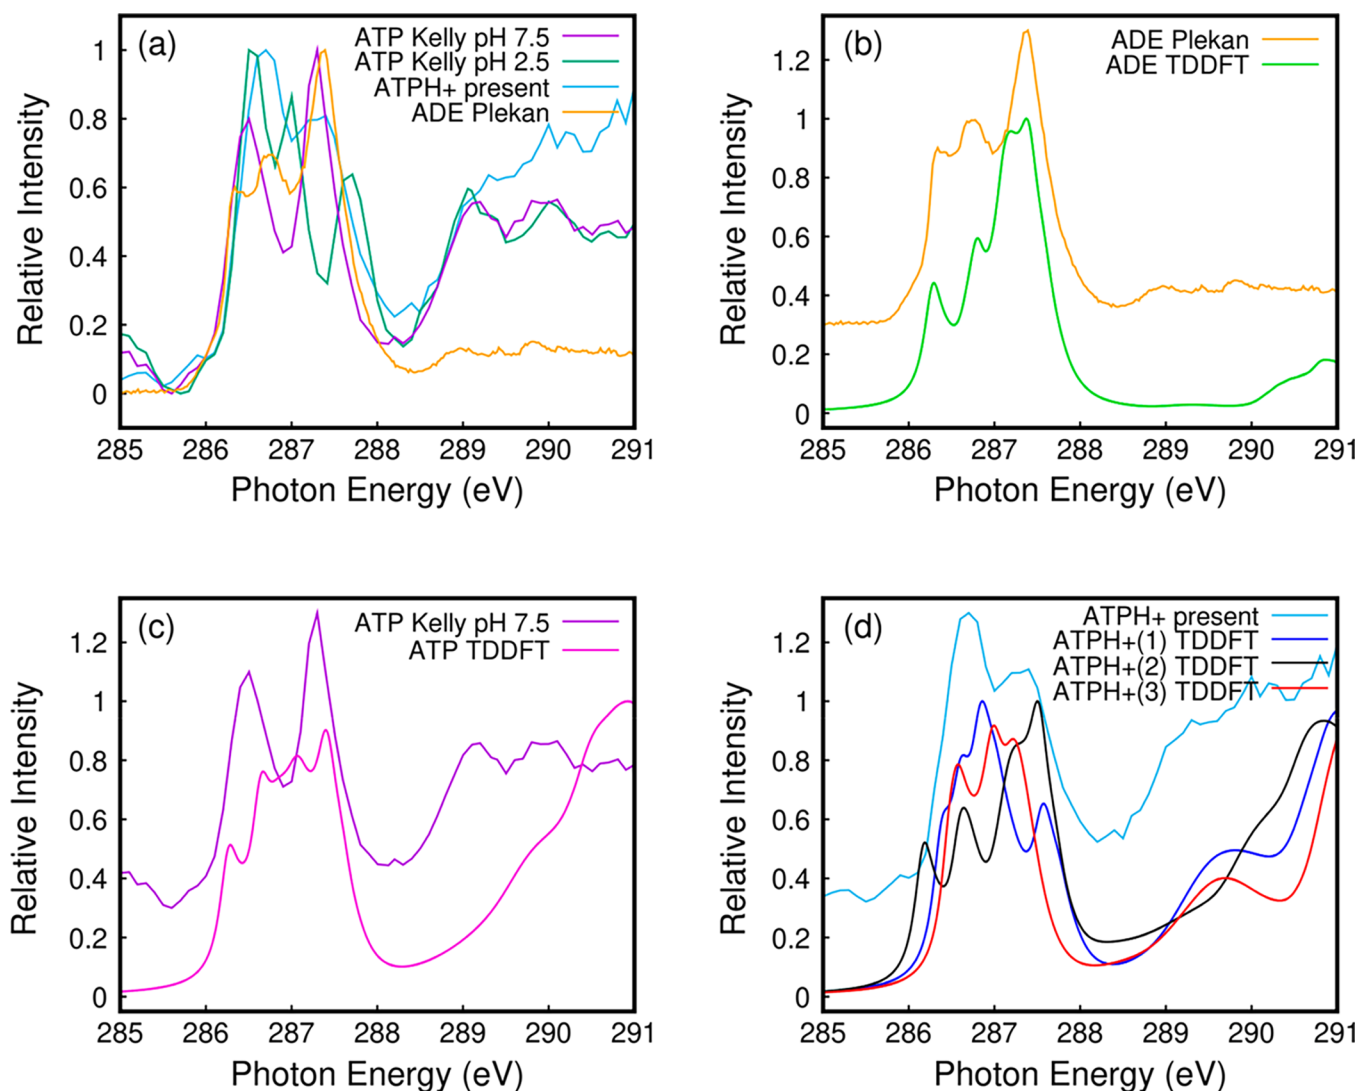 (a)
ATP Kelly pH 7.5
ATP Kelly pH 2.5
ATPH+ present
ADE Plekan
Relative Intensity
1
0.8
0.6
0.4
0.2
0
285 286 287 288 289 290 291
Photon Energy (eV)
(b)
ADE Plekan
ADE TDDFT
Relative Intensity
1.2
1
0.8
0.6
0.4
0.2
0
285 286 287 288 289 290 291
Photon Energy (eV)
(c)
ATP Kelly pH 7.5
ATP TDDFT
Relative Intensity
1.2
1
0.8
0.6
0.4
0.2
0
285 286 287 288 289 290 291
Photon Energy (eV)
(d)
ATPH+ present
ATPH+(1) TDDFT
ATPH+(2) TDDFT
ATPH+(3) TDDFT
Relative Intensity
1.2
1
0.8
0.6
0.4
0.2
0
285 286 287 288 289 290 291
Photon Energy (eV)